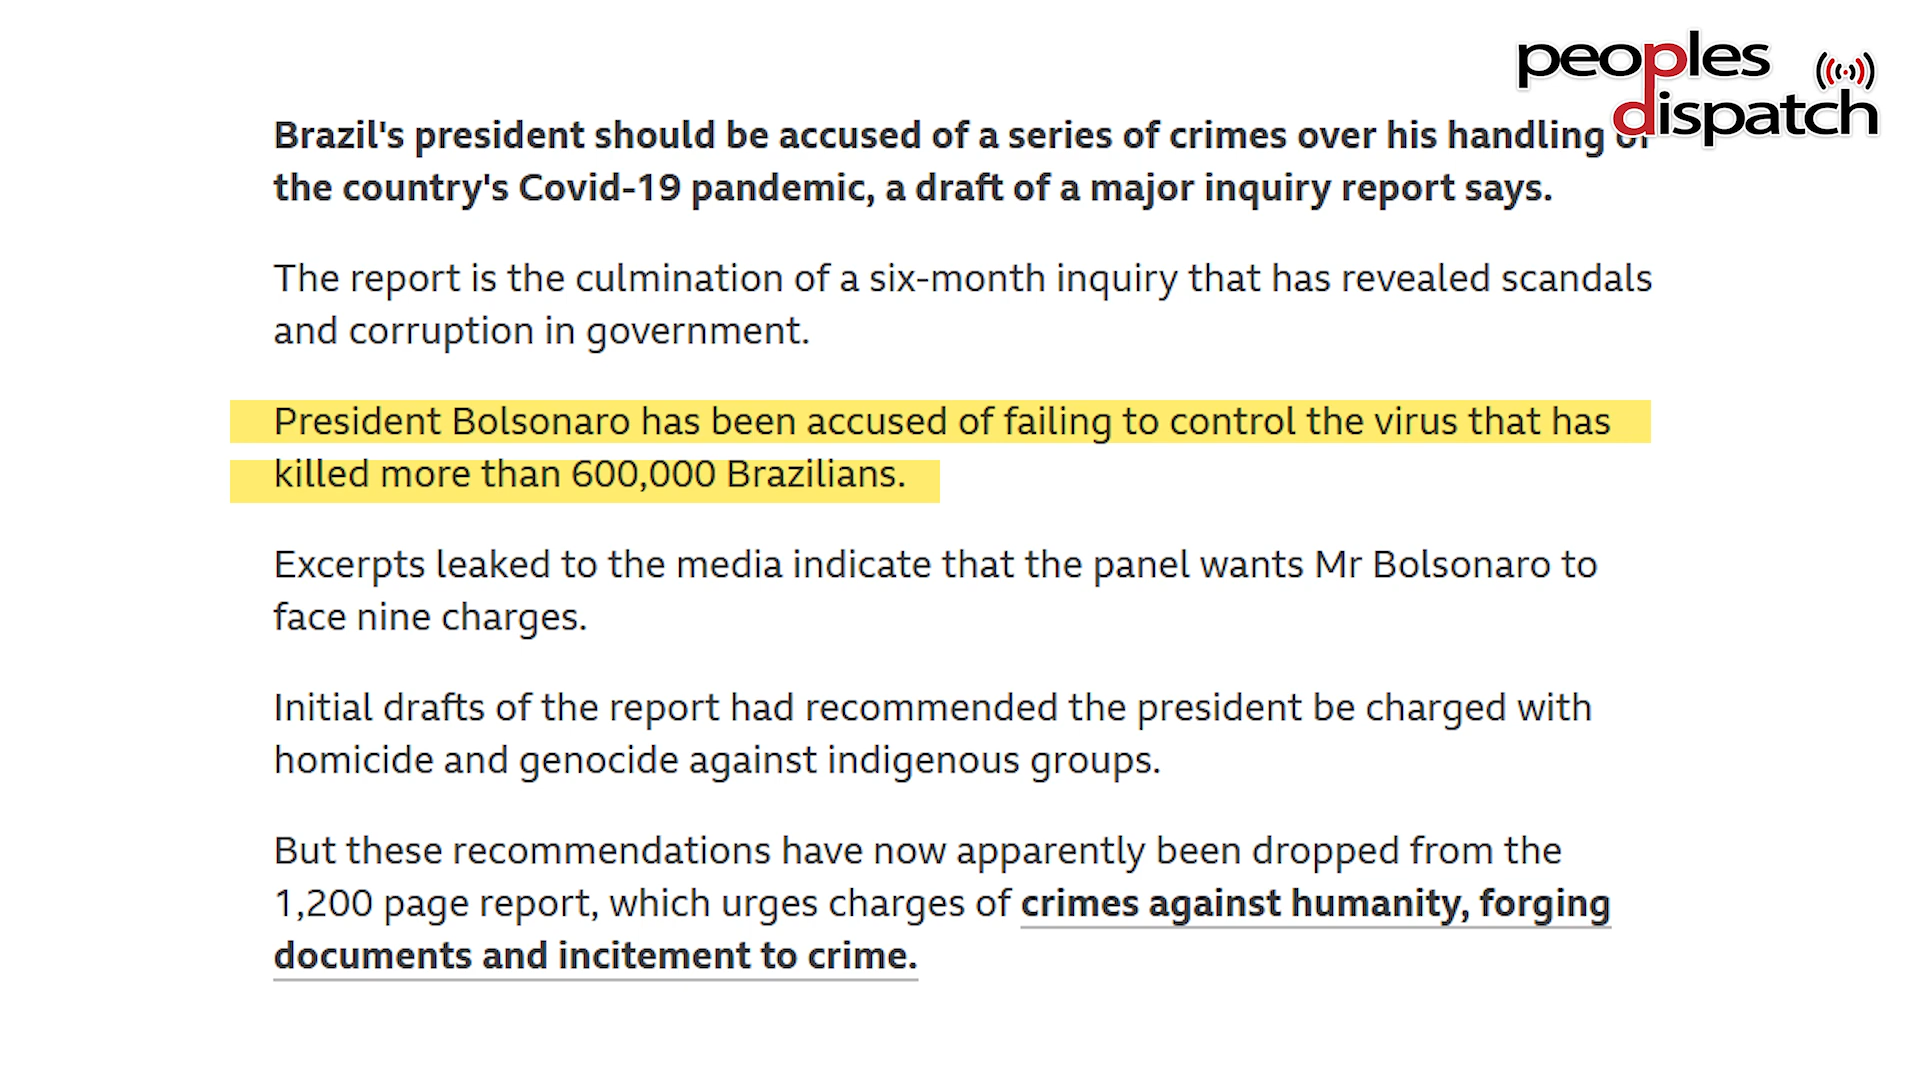 peoples
dispatch
Brazil's president should be accused of a series of crimes over his handling of
the country's Covid-19 pandemic, a draft of a major inquiry report says.
The report is the culmination of a six-month inquiry that has revealed scandals
and corruption in government.
President Bolsonaro has been accused of failing to control the virus that has
killed more than 600,000 Brazilians.
Excerpts leaked to the media indicate that the panel wants Mr Bolsonaro to
face nine charges.
Initial drafts of the report had recommended the president be charged with
homicide and genocide against indigenous groups.
But these recommendations have now apparently been dropped from the
1,200 page report, which urges charges of crimes against humanity, forging
documents and incitement to crime.